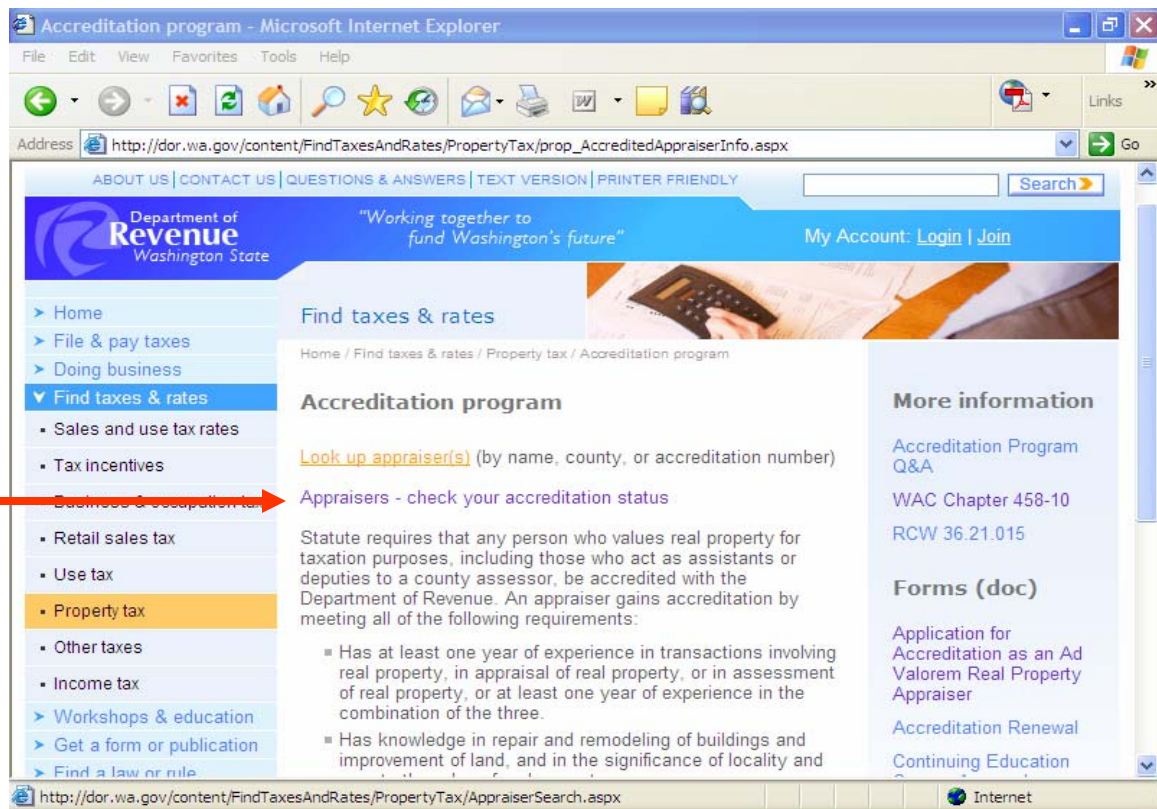 Accreditation program - Microsoft Internet Explorer
File Edit View Favorites Tools Help
Links
Address http://dor.wa.gov/content/FindTaxesAndRates/PropertyTax/prop_AccreditedAppraiserInfo.aspx Go
ABOUT US | CONTACT US | QUESTIONS & ANSWERS | TEXT VERSION | PRINTER FRIENDLY
Search
Department of
Revenue
Washington State
"Working together to
fund Washington's future"
My Account: Login | Join
Home
File & pay taxes
Doing business
Find taxes & rates
Sales and use tax rates
Tax incentives
Business & occupation tax
Retail sales tax
Use tax
Property tax
Other taxes
Income tax
Workshops & education
Get a form or publication
Find a law or rule
Find taxes & rates
Home / Find taxes & rates / Property tax / Accreditation program
Accreditation program
Look up appraiser(s) (by name, county, or accreditation number)
Appraisers - check your accreditation status
Statute requires that any person who values real property for
taxation purposes, including those who act as assistants or
deputies to a county assessor, be accredited with the
Department of Revenue. An appraiser gains accreditation by
meeting all of the following requirements:
Has at least one year of experience in transactions involving
real property, in appraisal of real property, or in assessment
of real property, or at least one year of experience in the
combination of the three.
Has knowledge in repair and remodeling of buildings and
improvement of land, and in the significance of locality and
More information
Accreditation Program
Q&A
WAC Chapter 458-10
RCW 36.21.015
Forms (doc)
Application for
Accreditation as an Ad
Valorem Real Property
Appraiser
Accreditation Renewal
Continuing Education
http://dor.wa.gov/content/FindTaxesAndRates/PropertyTax/AppraiserSearch.aspx
Internet